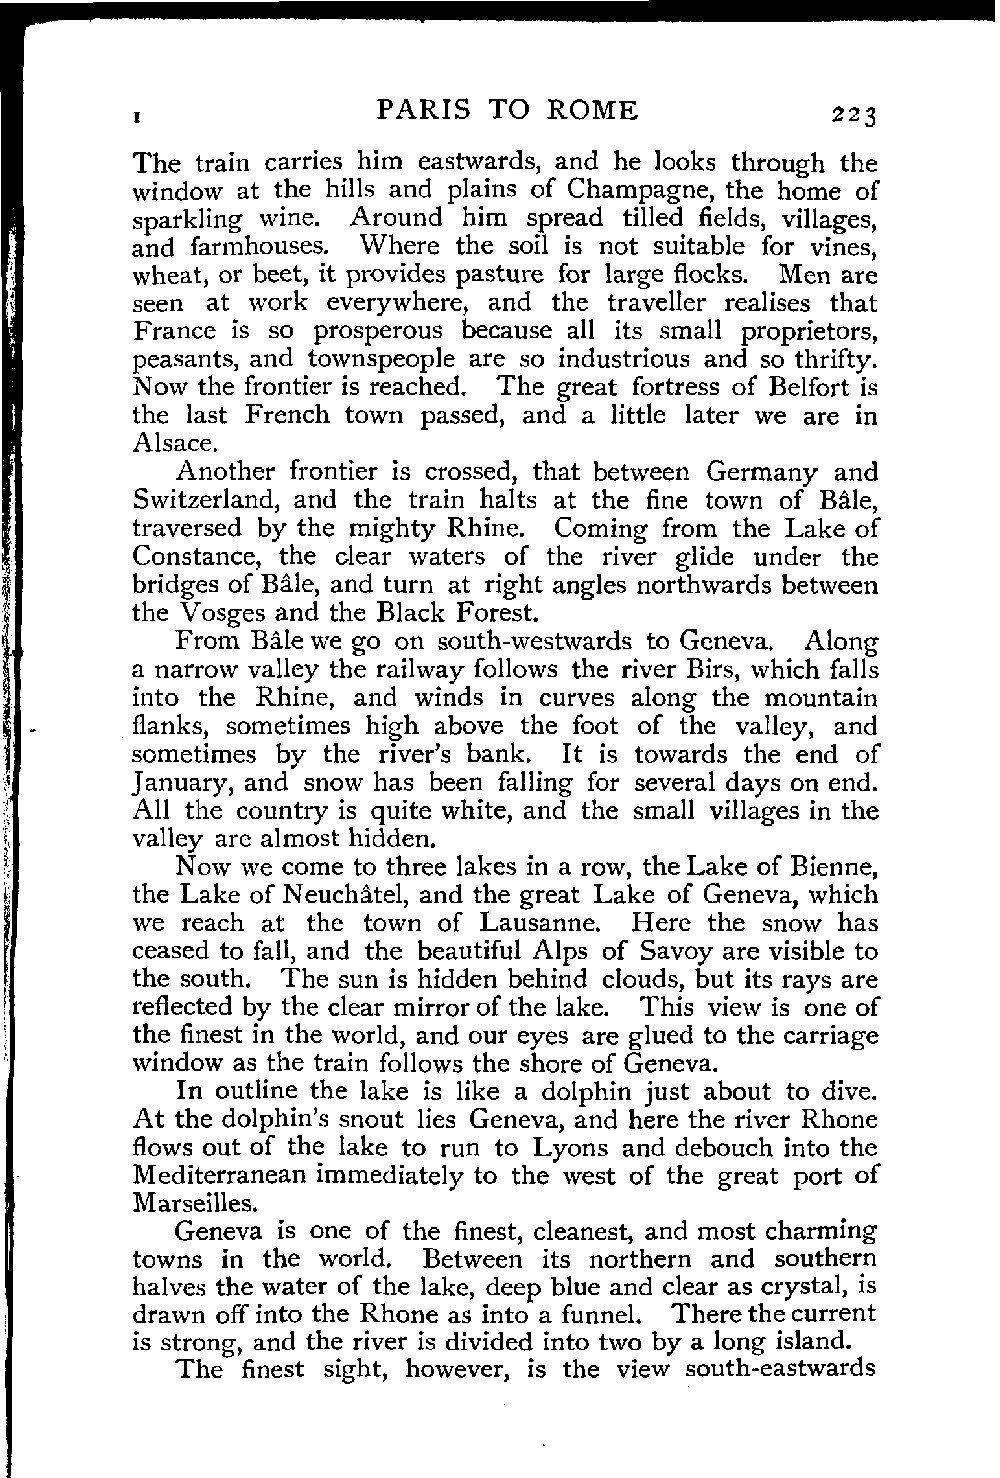 I PARIS TO ROME 223
The train carries him eastwards, and he looks through the
window at the hills and plains of Champagne, the home of
sparkling wine. Around him spread tilled fields, villages,
and farmhouses. Where the soil is not suitable for vines,
wheat, or beet, it provides pasture for large flocks. Men are
seen at work everywhere, and the traveller realises that
France is so prosperous because all its small proprietors,
peasants, and townspeople are so industrious and so thrifty.
Now the frontier is reached. The great fortress of Belfort is
the last French town passed, and a little later we are in
Alsace.
Another frontier is crossed, that between Germany and
Switzerland, and the train halts at the fine town of Bâle,
traversed by the mighty Rhine. Coming from the Lake of
Constance, the clear waters of the river glide under the
bridges of Bâle, and turn at right angles northwards between
the Vosges and the Black Forest.
From Bâle we go on south-westwards to Geneva. Along
a narrow valley the railway follows the river Birs, which falls
into the Rhine, and winds in curves along the mountain
flanks, sometimes high above the foot of the valley, and
sometimes by the river's bank. It is towards the end of
January, and snow has been falling for several days on end.
All the country is quite white, and the small villages in the
valley are almost hidden.
Now we come to three lakes in a row, the Lake of Bienne,
the Lake of Neuchâtel, and the great Lake of Geneva, which
we reach at the town of Lausanne. Here the snow has
ceased to fall, and the beautiful Alps of Savoy are visible to
the south. The sun is hidden behind clouds, but its rays are
reflected by the clear mirror of the lake. This view is one of
the finest in the world, and our eyes are glued to the carriage
window as the train follows the shore of Geneva.
In outline the lake is like a dolphin just about to dive.
At the dolphin's snout lies Geneva, and here the river Rhone
flows out of the lake to run to Lyons and debouch into the
Mediterranean immediately to the west of the great port of
Marseilles.
Geneva is one of the finest, cleanest, and most charming
towns in the world. Between its northern and southern
halves the water of the lake, deep blue and clear as crystal, is
drawn off into the Rhone as into a funnel. There the current
is strong, and the river is divided into two by a long island.
The finest sight, however, is the view south-eastwards